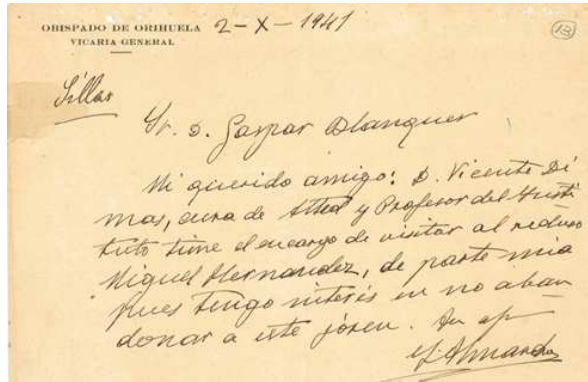 OBISPADO DE ORIHUELA
VICARIA GENERAL
2-X-1941
13
Sr. D. Gaspar Blanquer
Mi querido amigo: D. Vicente Di
mas, cura de y Profesor del Insti
tuto tiene el encargo de visitar al recluso
Miguel Hernandez, de parte mia
pues tengo interés en no aban
donar a este jóven. Su af
L Almarcha